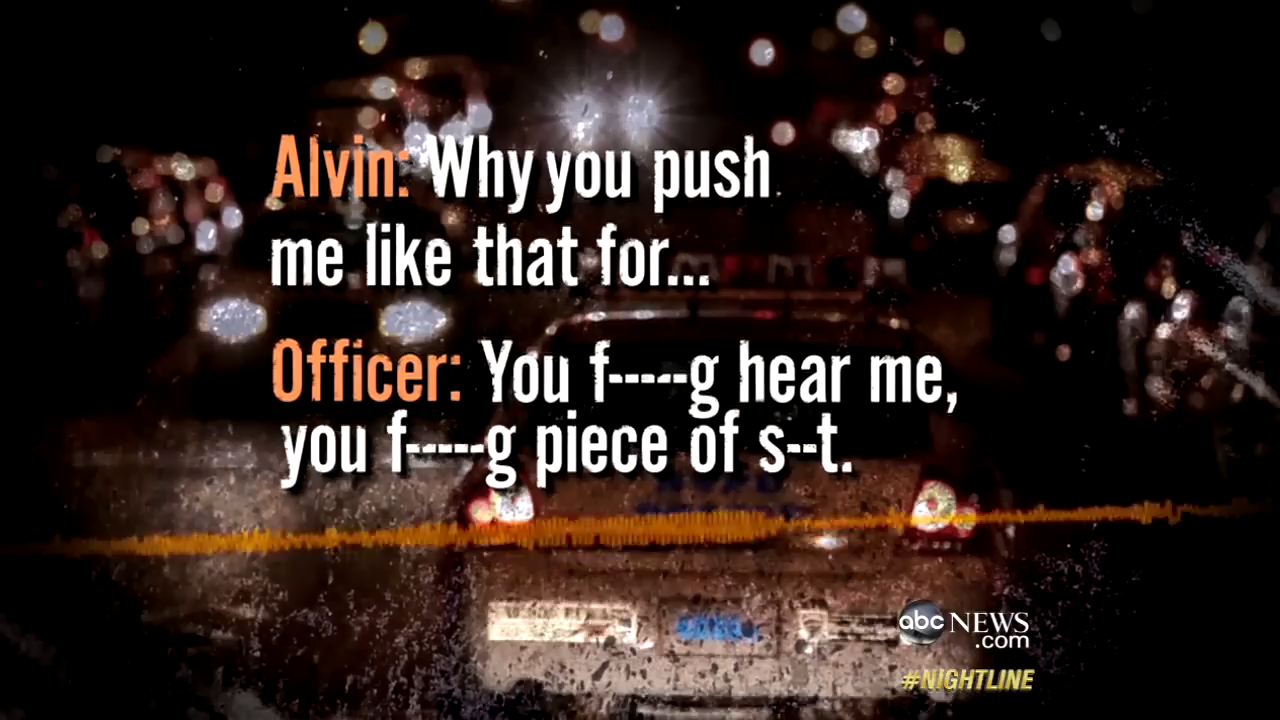 Alvin: Why you push
me like that for...
Officer: You f-----g hear me,
you f-----g piece of s--t.
abc NEWS
.com
#NIGHTLINE